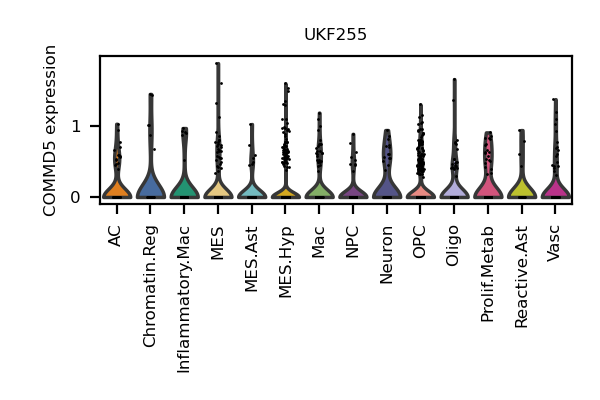 UKF255
COMMD5 expression
1
0
AC
Chromatin.Reg
Inflammatory.Mac
MES
MES.Ast
MES.Hyp
Mac
NPC
Neuron
OPC
Oligo
Prolif.Metab
Reactive.Ast
Vasc